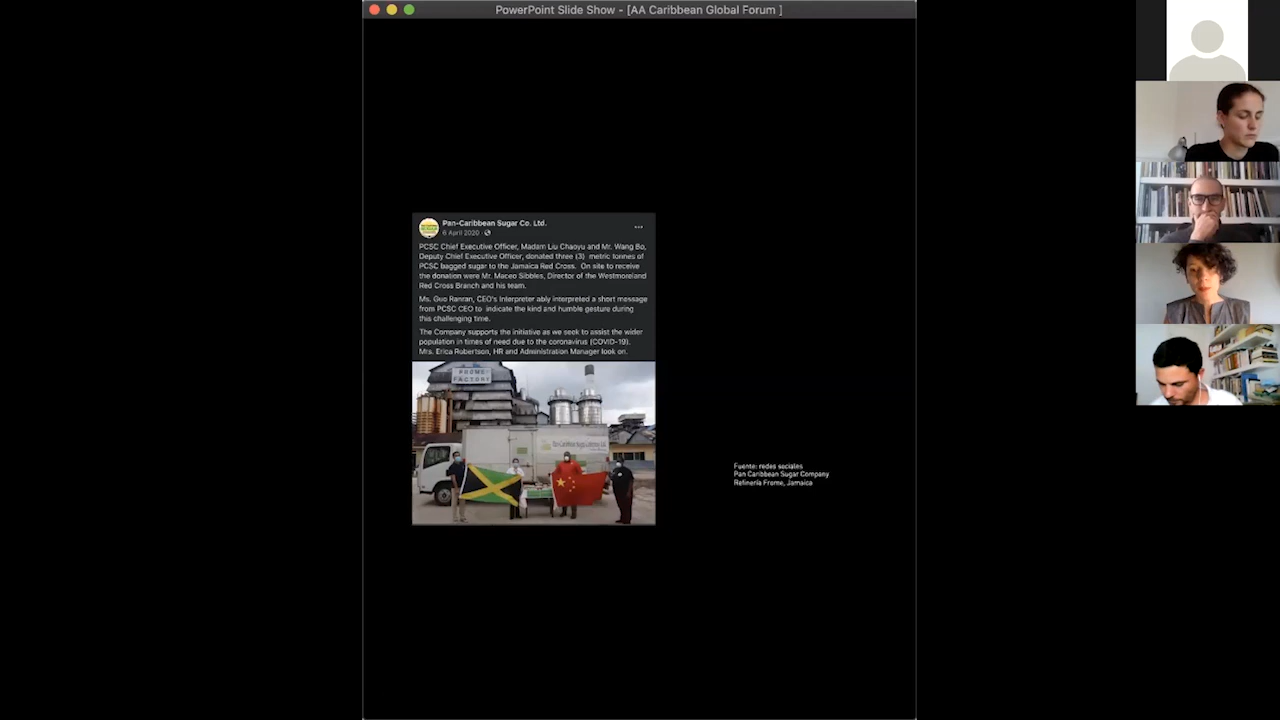 PowerPoint Slide Show - [AA Caribbean Global Forum ]
Pan-Caribbean Sugar Co. Ltd.
6 April 2020 ·
PCSC Chief Executive Officer, Madam Liu Chaoyu and Mr. Wang Bo,
Deputy Chief Executive Officer, donated three (3) metric tonnes of
PCSC bagged sugar to the Jamaica Red Cross. On site to receive
the donation were Mr. Maceo Sibbles, Director of the Westmoreland
Red Cross Branch and his team.
Ms. Guo Ranran, CEO's Interpreter ably interpreted a short message
from PCSC CEO to indicate the kind and humble gesture during
this challenging time.
The Company supports the initiative as we seek to assist the wider
population in times of need due to the coronavirus (COVID-19).
Mrs. Erica Robertson, HR and Administration Manager look on.
FROME
FACTORY
Fuente: redes sociales
Pan Caribbean Sugar Company
Refinería Frome, Jamaica